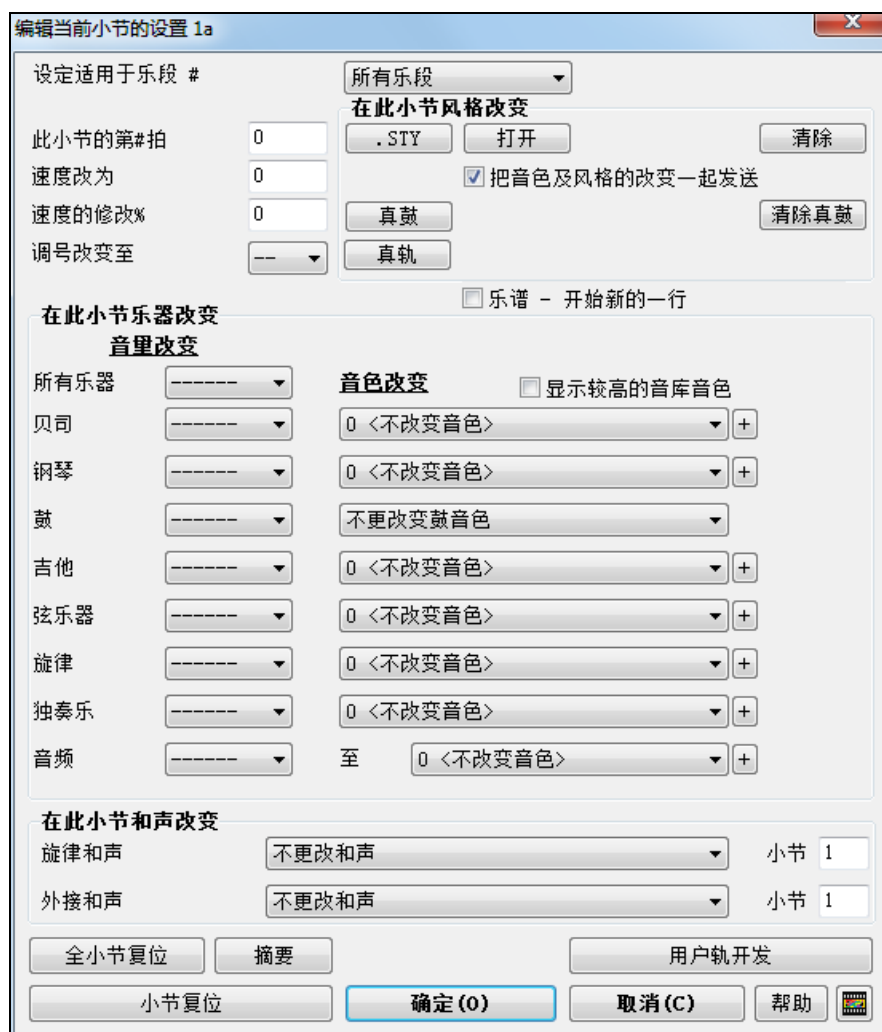 编辑当前小节的设置 1a
设定适用于乐段 # 所有乐段
在此小节风格改变
此小节的第#拍 0 .STY 打开 清除
速度改为 0 把音色及风格的改变一起发送
速度的修改% 0 真鼓 清除真鼓
调号改变至 -- 真轨
乐谱 - 开始新的一行
在此小节乐器改变
音里改变
所有乐器 ------ 音色改变 显示较高的音库音色
贝司 ------ 0 <不改变音色> +
钢琴 ------ 0 <不改变音色> +
鼓 ------ 不更改变鼓音色
吉他 ------ 0 <不改变音色> +
弦乐器 ------ 0 <不改变音色> +
旋律 ------ 0 <不改变音色> +
独奏乐 ------ 0 <不改变音色> +
音频 ------ 至 0 <不改变音色> +
在此小节和声改变
旋律和声 不更改和声 小节 1
外接和声 不更改和声 小节 1
全小节复位 摘要 用户轨开发
小节复位 确定(O) 取消(C) 帮助